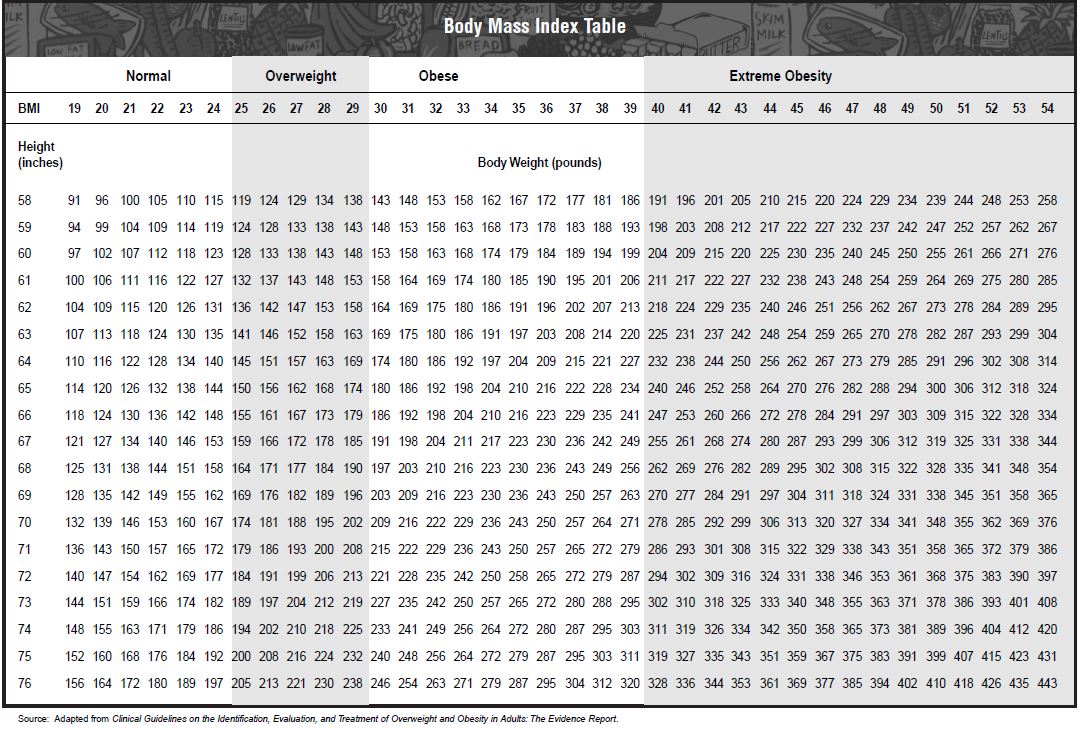 LENTILS
LOW FAT
LOWFAT
FRUIT
BREAD
BUTTER
SKIM
MILK
LENTILS
Body Mass Index Table
Normal Overweight Obese Extreme Obesity
BMI 19 20 21 22 23 24 25 26 27 28 29 30 31 32 33 34 35 36 37 38 39 40 41 42 43 44 45 46 47 48 49 50 51 52 53 54
Height
(inches)
Body Weight (pounds)
58 91 96 100 105 110 115 119 124 129 134 138 143 148 153 158 162 167 172 177 181 186 191 196 201 205 210 215 220 224 229 234 239 244 248 253 258
59 94 99 104 109 114 119 124 128 133 138 143 148 153 158 163 168 173 178 183 188 193 198 203 208 212 217 222 227 232 237 242 247 252 257 262 267
60 97 102 107 112 118 123 128 133 138 143 148 153 158 163 168 174 179 184 189 194 199 204 209 215 220 225 230 235 240 245 250 255 261 266 271 276
61 100 106 111 116 122 127 132 137 143 148 153 158 164 169 174 180 185 190 195 201 206 211 217 222 227 232 238 243 248 254 259 264 269 275 280 285
62 104 109 115 120 126 131 136 142 147 153 158 164 169 175 180 186 191 196 202 207 213 218 224 229 235 240 246 251 256 262 267 273 278 284 289 295
63 107 113 118 124 130 135 141 146 152 158 163 169 175 180 186 191 197 203 208 214 220 225 231 237 242 248 254 259 265 270 278 282 287 293 299 304
64 110 116 122 128 134 140 145 151 157 163 169 174 180 186 192 197 204 209 215 221 227 232 238 244 250 256 262 267 273 279 285 291 296 302 308 314
65 114 120 126 132 138 144 150 156 162 168 174 180 186 192 198 204 210 216 222 228 234 240 246 252 258 264 270 276 282 288 294 300 306 312 318 324
66 118 124 130 136 142 148 155 161 167 173 179 186 192 198 204 210 216 223 229 235 241 247 253 260 266 272 278 284 291 297 303 309 315 322 328 334
67 121 127 134 140 146 153 159 166 172 178 185 191 198 204 211 217 223 230 236 242 249 255 261 268 274 280 287 293 299 306 312 319 325 331 338 344
68 125 131 138 144 151 158 164 171 177 184 190 197 203 210 216 223 230 236 243 249 256 262 269 276 282 289 295 302 308 315 322 328 335 341 348 354
69 128 135 142 149 155 162 169 176 182 189 196 203 209 216 223 230 236 243 250 257 263 270 277 284 291 297 304 311 318 324 331 338 345 351 358 365
70 132 139 146 153 160 167 174 181 188 195 202 209 216 222 229 236 243 250 257 264 271 278 285 292 299 306 313 320 327 334 341 348 355 362 369 376
71 136 143 150 157 165 172 179 186 193 200 208 215 222 229 236 243 250 257 265 272 279 286 293 301 308 315 322 329 338 343 351 358 365 372 379 386
72 140 147 154 162 169 177 184 191 199 206 213 221 228 235 242 250 258 265 272 279 287 294 302 309 316 324 331 338 346 353 361 368 375 383 390 397
73 144 151 159 166 174 182 189 197 204 212 219 227 235 242 250 257 265 272 280 288 295 302 310 318 325 333 340 348 355 363 371 378 386 393 401 408
74 148 155 163 171 179 186 194 202 210 218 225 233 241 249 256 264 272 280 287 295 303 311 319 326 334 342 350 358 365 373 381 389 396 404 412 420
75 152 160 168 176 184 192 200 208 216 224 232 240 248 256 264 272 279 287 295 303 311 319 327 335 343 351 359 367 375 383 391 399 407 415 423 431
76 156 164 172 180 189 197 205 213 221 230 238 246 254 263 271 279 287 295 304 312 320 328 336 344 353 361 369 377 385 394 402 410 418 426 435 443
Source: Adapted from Clinical Guidelines on the Identification, Evaluation, and Treatment of Overweight and Obesity in Adults: The Evidence Report.